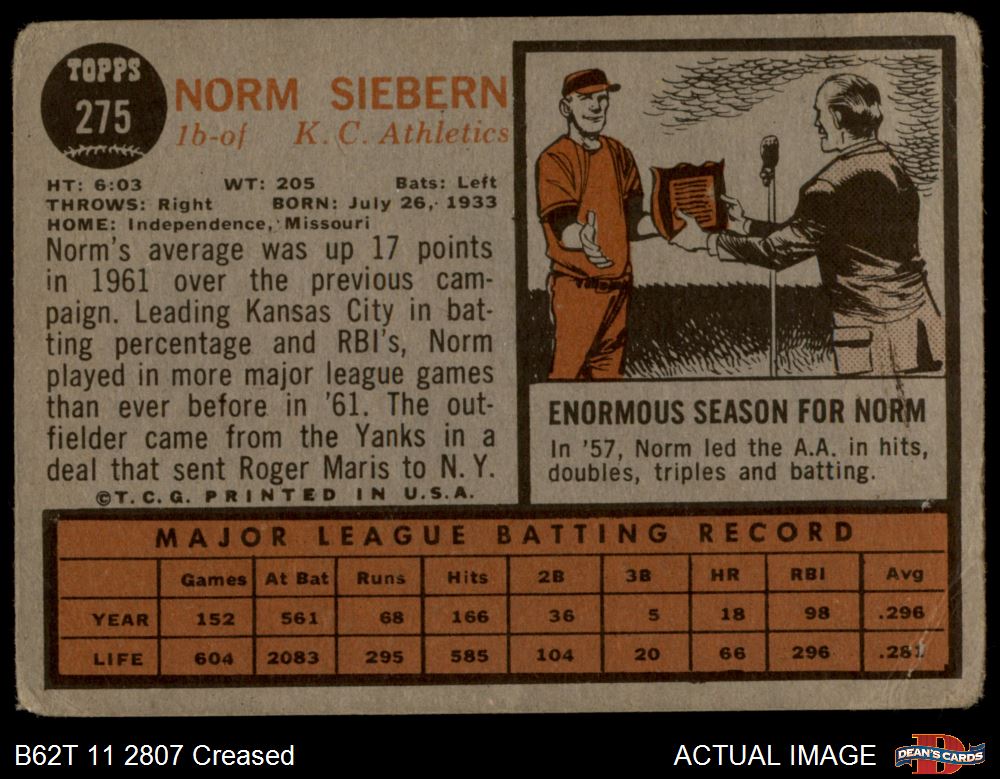 TOPPS
275
NORM SIEBERN
1b-of K.C. Athletics
HT: 6:03 WT: 205 Bats: Left
THROWS: Right BORN: July 26, 1933
HOME: Independence, Missouri
Norm's average was up 17 points
in 1961 over the previous cam-
paign. Leading Kansas City in bat-
ting percentage and RBI's, Norm
played in more major league games
than ever before in '61. The out-
fielder came from the Yanks in a
deal that sent Roger Maris to N.Y.
©T.C.G. PRINTED IN U.S.A.
ENORMOUS SEASON FOR NORM
In '57, Norm led the A.A. in hits,
doubles, triples and batting.
MAJOR LEAGUE BATTING RECORD
Games At Bat Runs Hits 2B 3B HR RBI Avg
YEAR 152 561 68 166 36 5 18 98 .296
LIFE 604 2083 295 585 104 20 66 296 .281
B62T 11 2807 Creased
ACTUAL IMAGE
DEAN'S CARDS